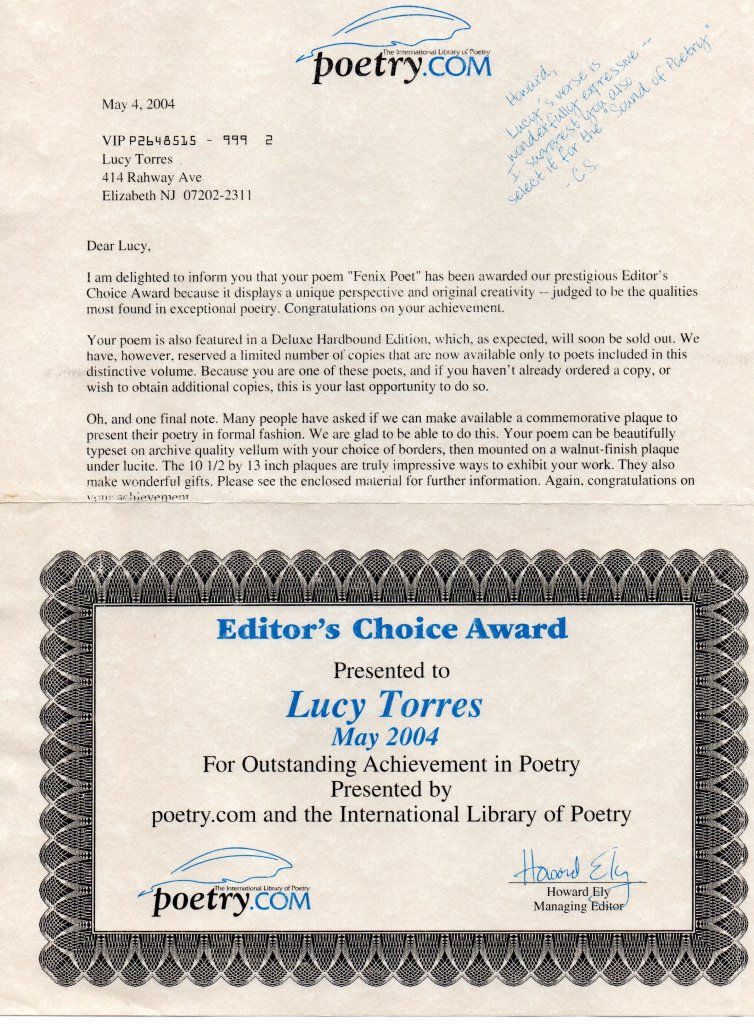 The International Library of Poetry
poetry.COM
Howard,
Lucy's verse is
wonderfully expressive --
I suggest you also
select it for the "Sound of Poetry"
- C.S.
May 4, 2004
VIP P2648515 - 999 2
Lucy Torres
414 Rahway Ave
Elizabeth NJ 07202-2311
Dear Lucy,
I am delighted to inform you that your poem "Fenix Poet" has been awarded our prestigious Editor's
Choice Award because it displays a unique perspective and original creativity -- judged to be the qualities
most found in exceptional poetry. Congratulations on your achievement.
Your poem is also featured in a Deluxe Hardbound Edition, which, as expected, will soon be sold out. We
have, however, reserved a limited number of copies that are now available only to poets included in this
distinctive volume. Because you are one of these poets, and if you haven't already ordered a copy, or
wish to obtain additional copies, this is your last opportunity to do so.
Oh, and one final note. Many people have asked if we can make available a commemorative plaque to
present their poetry in formal fashion. We are glad to be able to do this. Your poem can be beautifully
typeset on archive quality vellum with your choice of borders, then mounted on a walnut-finish plaque
under lucite. The 10 1/2 by 13 inch plaques are truly impressive ways to exhibit your work. They also
make wonderful gifts. Please see the enclosed material for further information. Again, congratulations on
your achievement
Editor's Choice Award
Presented to
Lucy Torres
May 2004
For Outstanding Achievement in Poetry
Presented by
poetry.com and the International Library of Poetry
The International Library of Poetry
poetry.COM
Howard Ely
Howard Ely
Managing Editor